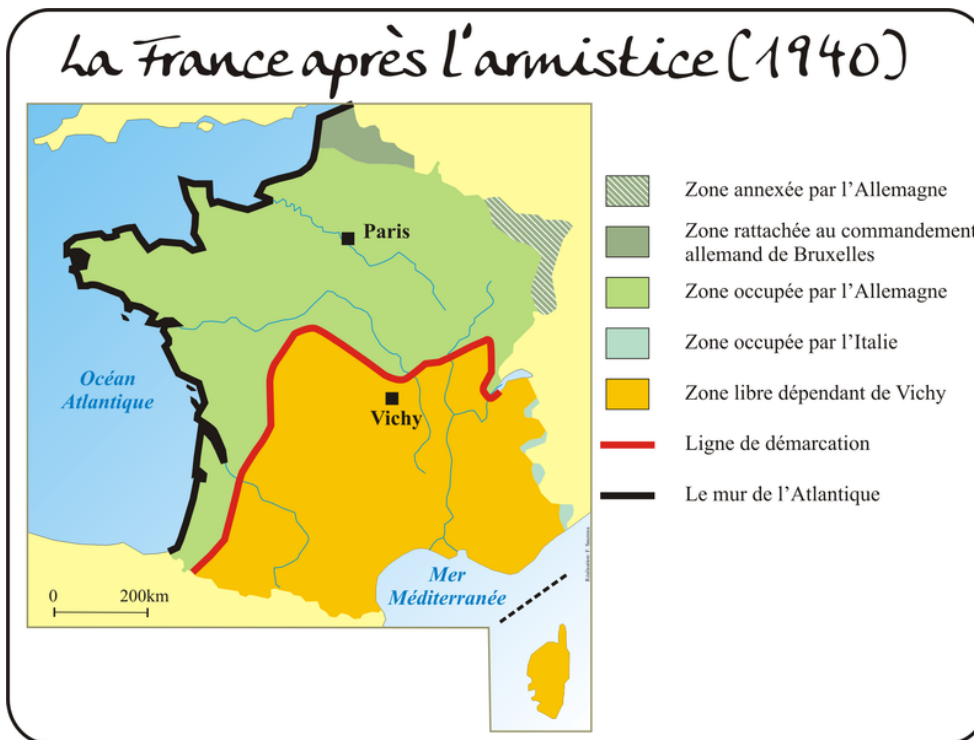 La France après l'armistice (1940)
Paris
Vichy
Océan
Atlantique
Mer
Méditerranée
0 200km
Zone annexée par l'Allemagne
Zone rattachée au commandement
allemand de Bruxelles
Zone occupée par l'Allemagne
Zone occupée par l'Italie
Zone libre dépendant de Vichy
Ligne de démarcation
Le mur de l'Atlantique